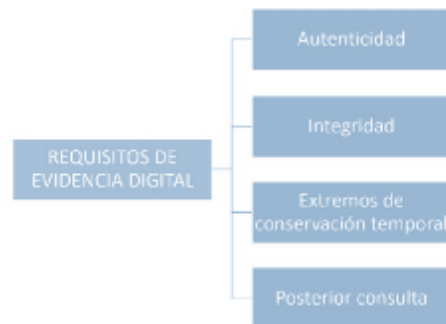 REQUISITOS DE
EVIDENCIA DIGITAL
Autenticidad
Integridad
Extremos de
conservación temporal
Posterior consulta